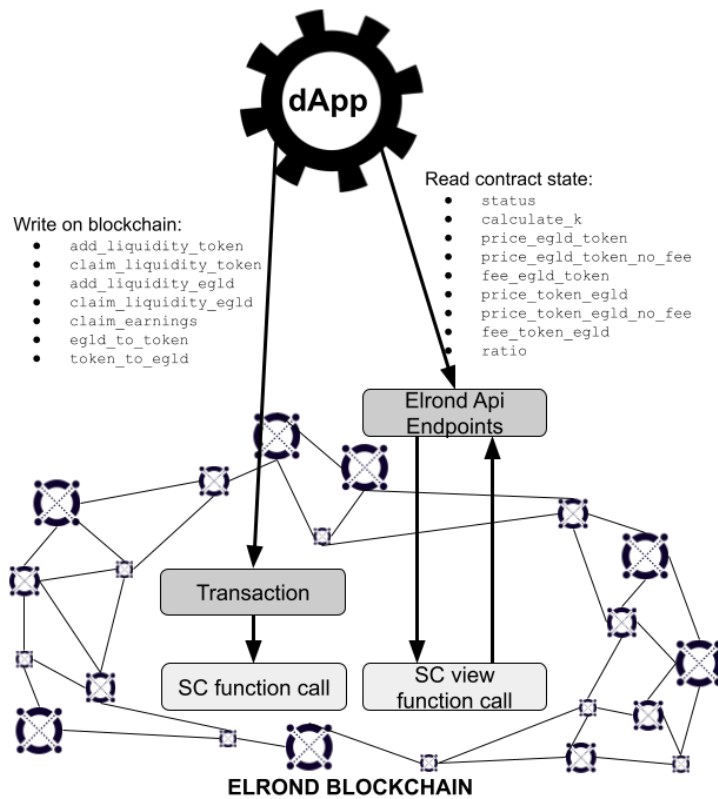 dApp
Read contract state:
● status
● calculate_k
● price_egld_token
● price_egld_token_no_fee
● fee_egld_token
● price_token_egld
● price_token_egld_no_fee
● fee_token_egld
● ratio
Write on blockchain:
● add_liquidity_token
● claim_liquidity_token
● add_liquidity_egld
● claim_liquidity_egld
● claim_earnings
● egld_to_token
● token_to_egld
Elrond Api
Endpoints
Transaction
SC function call
SC view
function call
ELROND BLOCKCHAIN